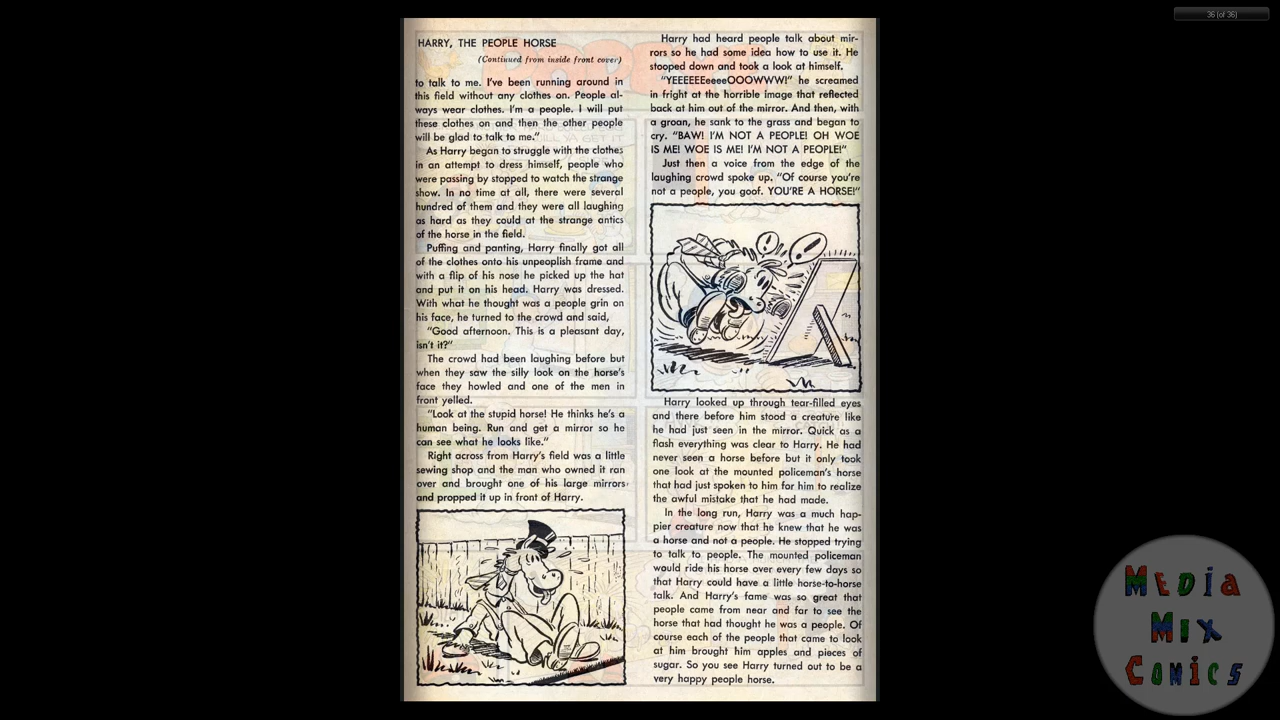 36 (of 36)
HARRY, THE PEOPLE HORSE
(Continued from inside front cover)
to talk to me. I've been running around in
this field without any clothes on. People al-
ways wear clothes. I'm a people. I will put
these clothes on and then the other people
will be glad to talk to me."
As Harry began to struggle with the clothes
in an attempt to dress himself, people who
were passing by stopped to watch the strange
show. In no time at all, there were several
hundred of them and they were all laughing
as hard as they could at the strange antics
of the horse in the field.
Puffing and panting, Harry finally got all
of the clothes onto his unpeoplish frame and
with a flip of his nose he picked up the hat
and put it on his head. Harry was dressed.
With what he thought was a people grin on
his face, he turned to the crowd and said,
"Good afternoon. This is a pleasant day,
isn't it?"
The crowd had been laughing before but
when they saw the silly look on the horse's
face they howled and one of the men in
front yelled.
"Look at the stupid horse! He thinks he's a
human being. Run and get a mirror so he
can see what he looks like."
Right across from Harry's field was a little
sewing shop and the man who owned it ran
over and brought one of his large mirrors
and propped it up in front of Harry.
Harry had heard people talk about mir-
rors so he had some idea how to use it. He
stooped down and took a look at himself.
"YEEEEEeeeeOOOWWW!" he screamed
in fright at the horrible image that reflected
back at him out of the mirror. And then, with
a groan, he sank to the grass and began to
cry. "BAW! I'M NOT A PEOPLE! OH WOE
IS ME! WOE IS ME! I'M NOT A PEOPLE!"
Just then a voice from the edge of the
laughing crowd spoke up. "Of course you're
not a people, you goof. YOU'RE A HORSE!"
! !
Harry looked up through tear-filled eyes
and there before him stood a creature like
he had just seen in the mirror. Quick as a
flash everything was clear to Harry. He had
never seen a horse before but it only took
one look at the mounted policeman's horse
that had just spoken to him for him to realize
the awful mistake that he had made.
In the long run, Harry was a much hap-
pier creature now that he knew that he was
a horse and not a people. He stopped trying
to talk to people. The mounted policeman
would ride his horse over every few days so
that Harry could have a little horse-to-horse
talk. And Harry's fame was so great that
people came from near and far to see the
horse that had thought he was a people. Of
course each of the people that came to look
at him brought him apples and pieces of
sugar. So you see Harry turned out to be a
very happy people horse.
MEDIA
MIX
COMICS